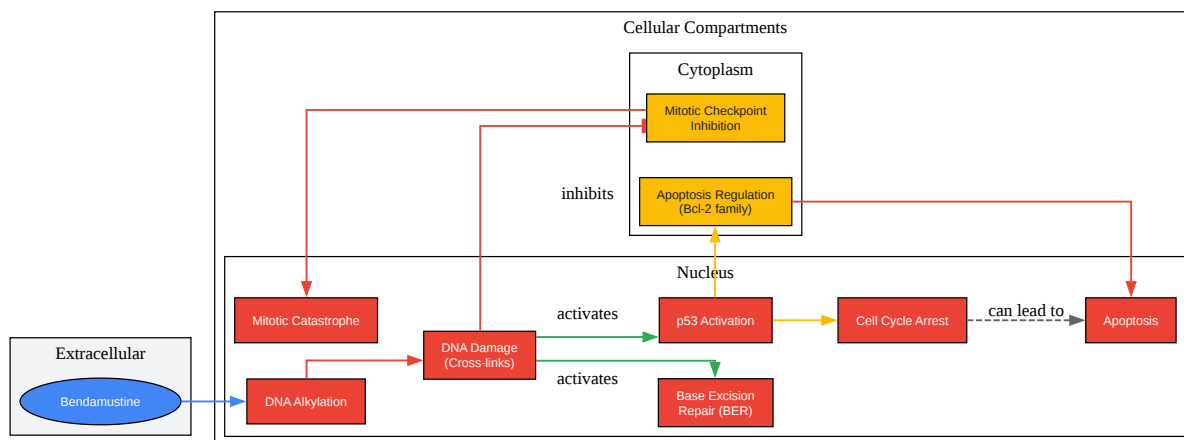 Cellular Compartments
Cytoplasm
Mitotic Checkpoint
Inhibition
inhibits
Apoptosis Regulation
(Bcl-2 family)
Nucleus
Mitotic Catastrophe
activates
p53 Activation
Cell Cycle Arrest
can lead to
Apoptosis
DNA Damage
(Cross-links)
activates
Extracellular
Bendamustine
DNA Alkylation
Base Excision
Repair (BER)